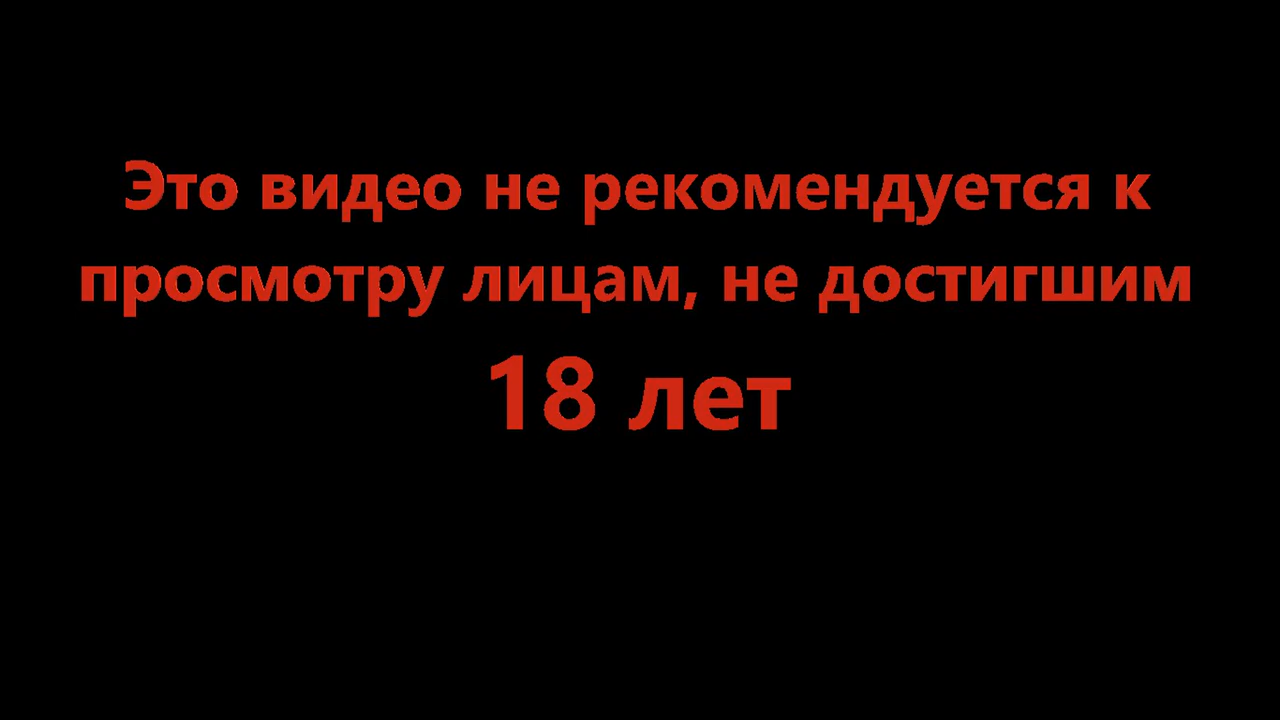 Это видео не рекомендуется к
просмотру лицам, не достигшим
18 лет